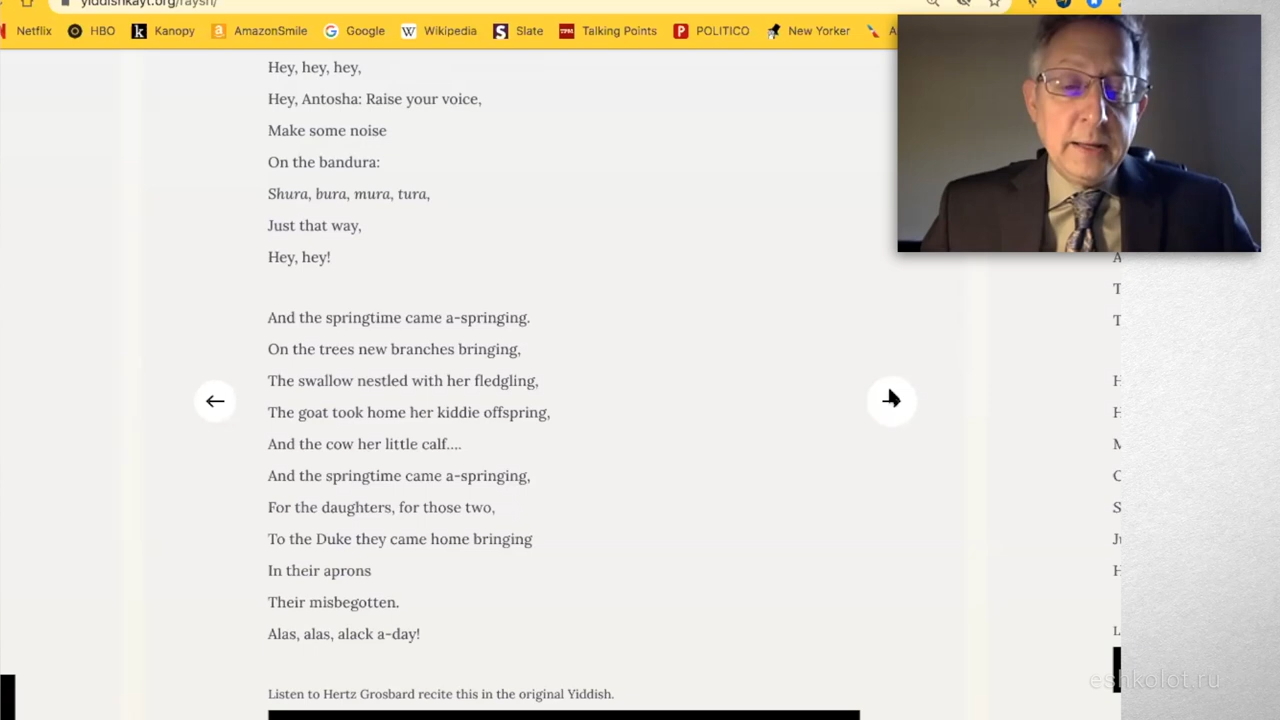 yiddishkayt.org/raysn/
Netflix HBO Kanopy AmazonSmile Google Wikipedia Slate TPM Talking Points POLITICO New Yorker A
Hey, hey, hey,
Hey, Antosha: Raise your voice,
Make some noise
On the bandura:
Shura, bura, mura, tura,
Just that way,
Hey, hey!
And the springtime came a-springing.
On the trees new branches bringing,
The swallow nestled with her fledgling,
The goat took home her kiddie offspring,
And the cow her little calf....
And the springtime came a-springing,
For the daughters, for those two,
To the Duke they came home bringing
In their aprons
Their misbegotten.
Alas, alas, alack a-day!
Listen to Hertz Grosbard recite this in the original Yiddish.
A
T
T
H
H
M
C
S
J
H
L
eshkolot.ru